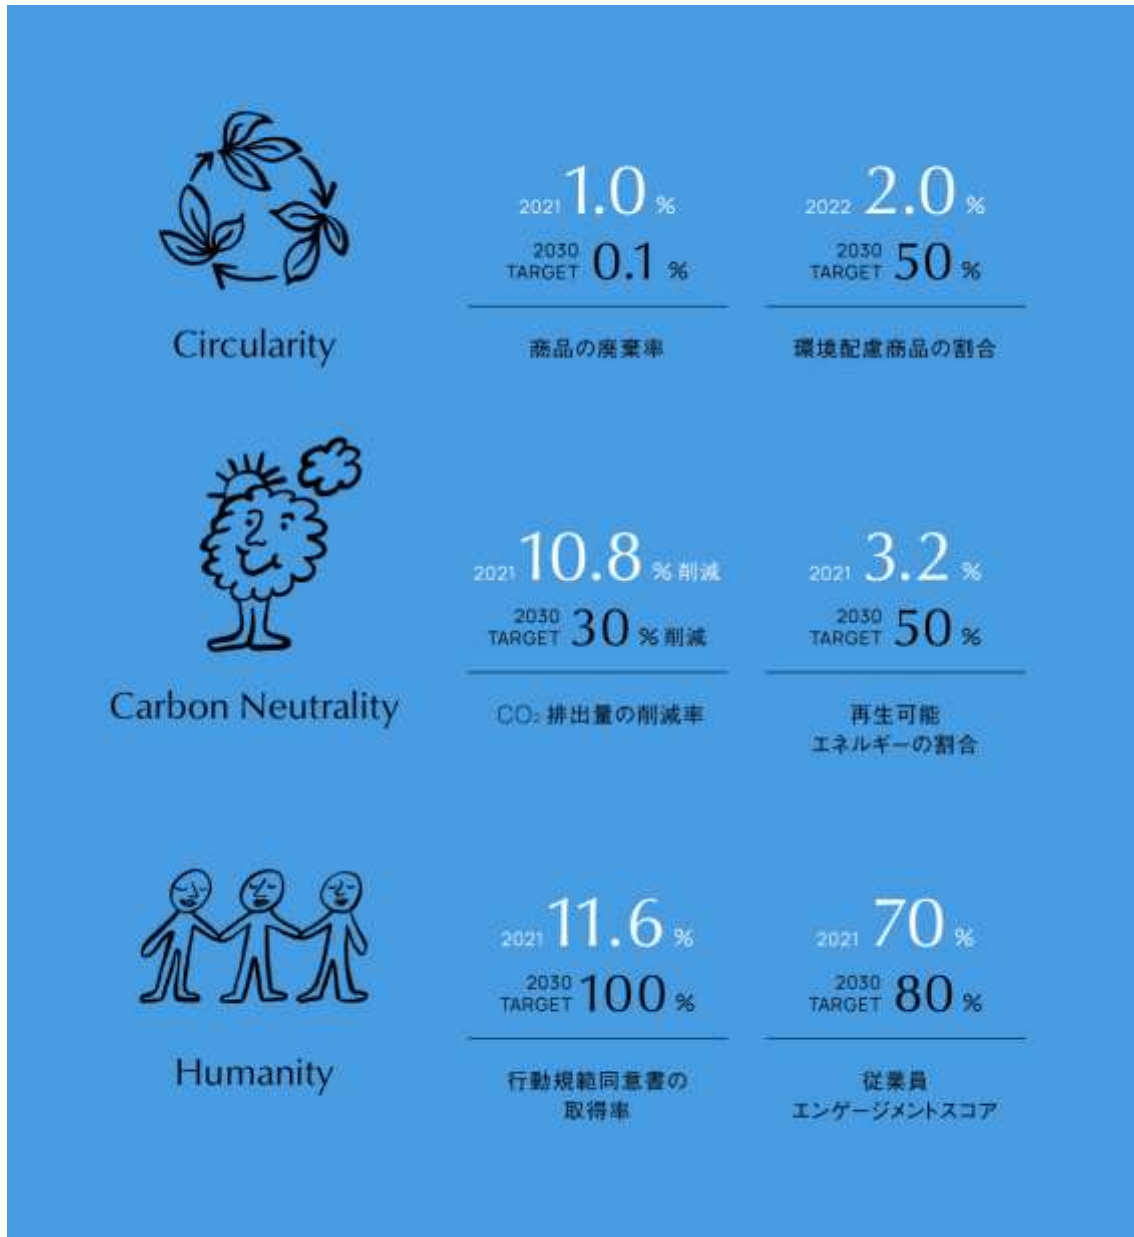 2021 1.0 %
2030
TARGET 0.1 %
商品の廃棄率
2022 2.0 %
2030
TARGET 50 %
環境配慮商品の割合
Circularity
2021 10.8 %削減
2030
TARGET 30 %削減
CO₂ 排出量の削減率
2021 3.2 %
2030
TARGET 50 %
再生可能
エネルギーの割合
Carbon Neutrality
2021 11.6 %
2030
TARGET 100 %
行動規範同意書の
取得率
2021 70 %
2030
TARGET 80 %
従業員
エンゲージメントスコア
Humanity